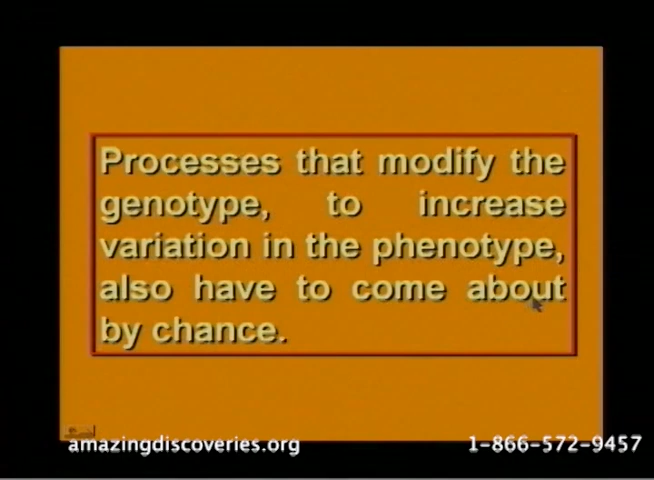 Processes that modify the
genotype, to increase
variation in the phenotype,
also have to come about
by chance.
amazingdiscoveries.org 1-866-572-9457